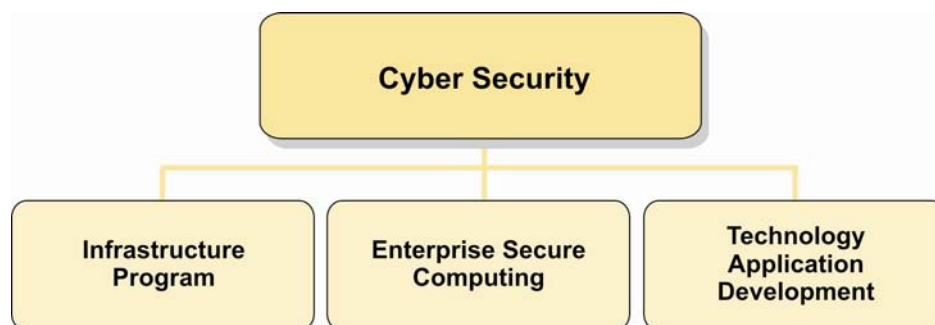 Cyber Security
Infrastructure
Program
Enterprise Secure
Computing
Technology
Application
Development